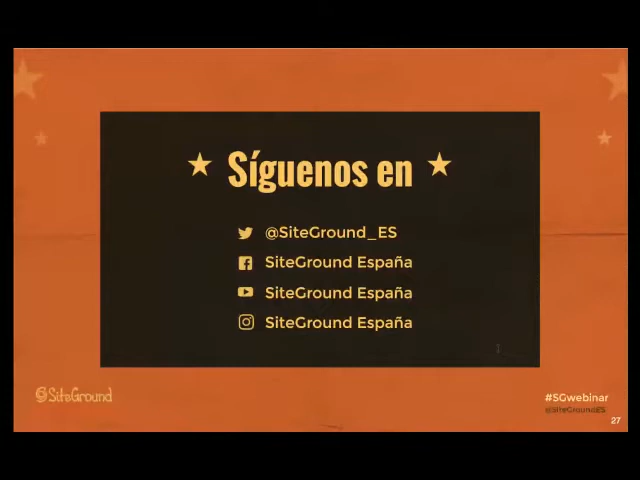 Síguenos en
@SiteGround_ES
SiteGround España
SiteGround España
SiteGround España
SiteGround
#SGwebinar
@SiteGroundES
27